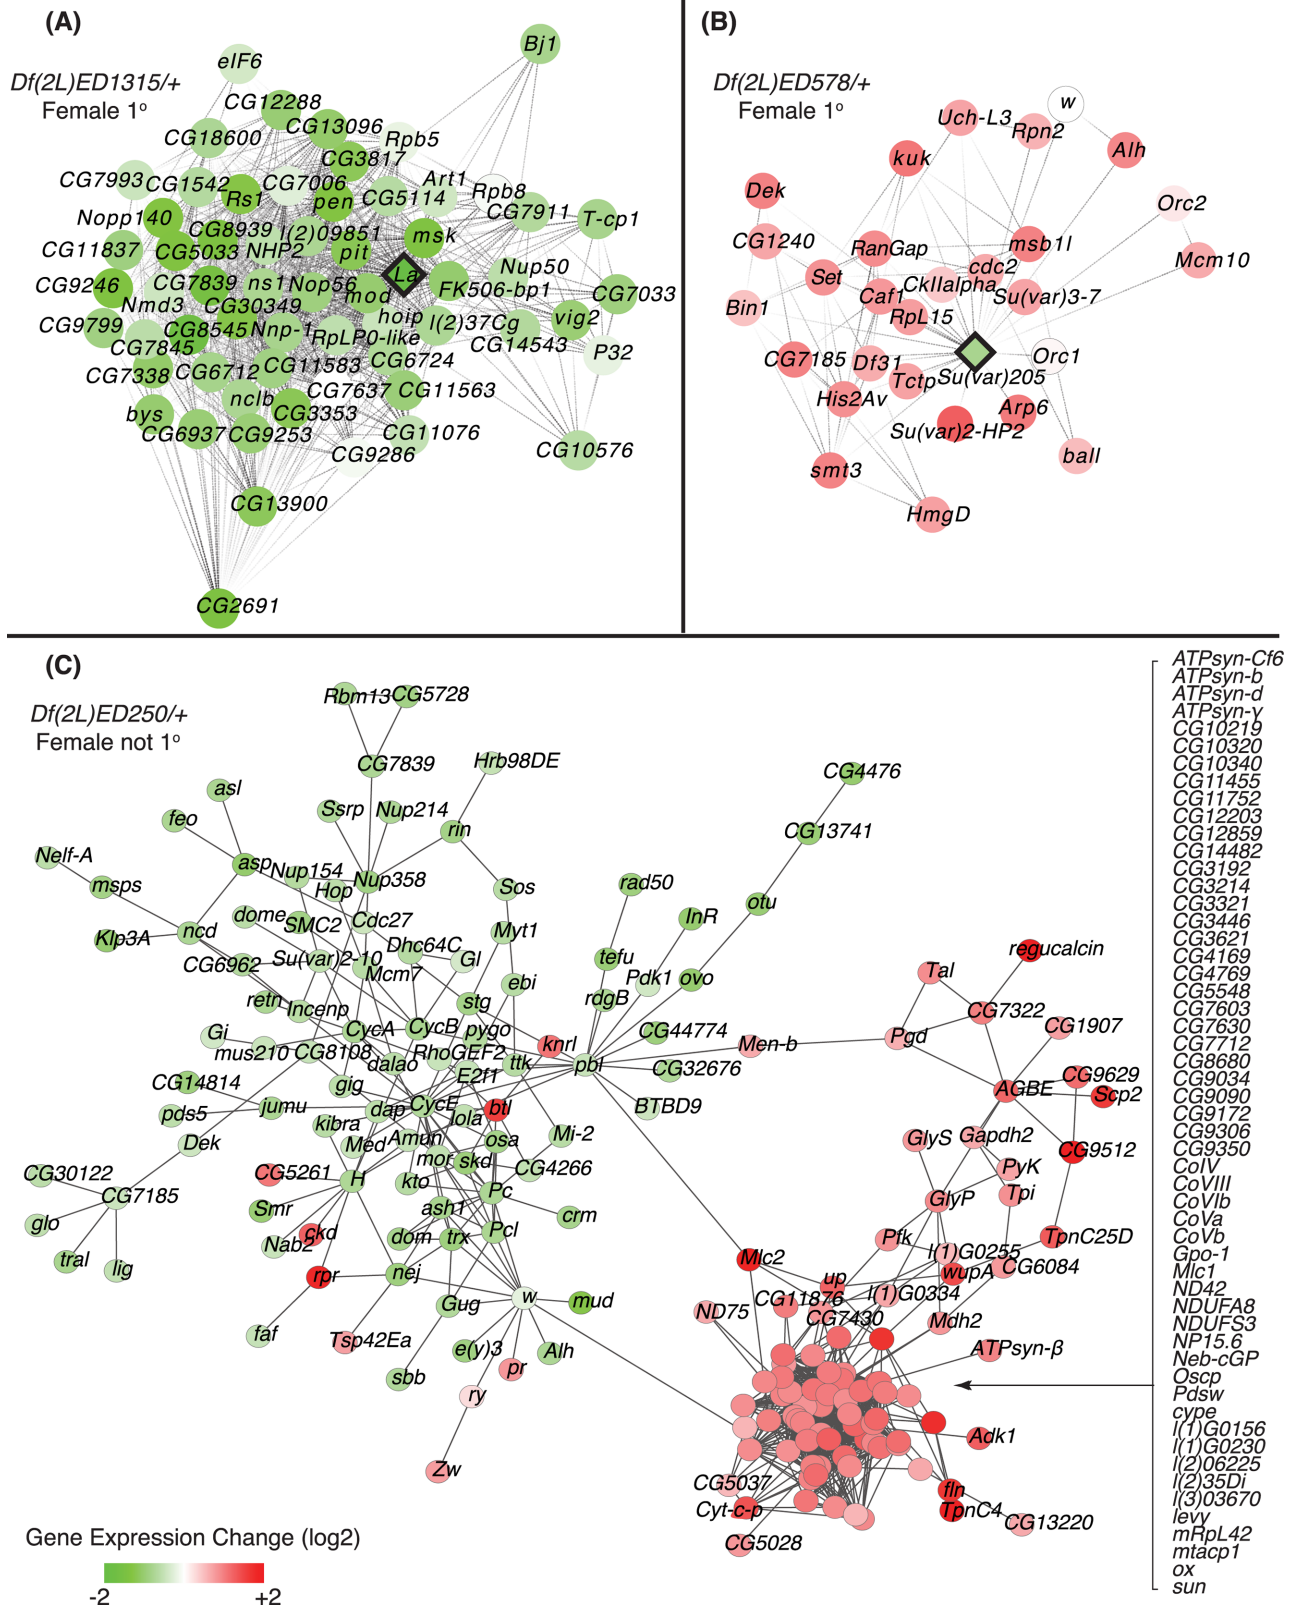 (A)
Df(2L)ED1315/+
Female 1º
Bj1
eIF6
CG12288
CG13096
CG18600
Rpb5
CG3817
CG7993
CG1542
Rs1
CG7006
pen
CG5114
Art1
Rpb8
CG7911
T-cp1
Nopp140
CG8939
l(2)09851
msk
CG11837
CG5033
NHP2
pit
La
Nup50
CG9246
CG7839
ns1
Nop56
mod
FK506-bp1
CG7033
Nmd3
CG30349
hoip
l(2)37Cg
vig2
CG9799
CG8545
Nnp-1
RpLP0-like
CG14543
P32
CG7845
CG7338
CG6712
CG11583
CG6724
nclb
CG7637
CG11563
bys
CG3353
CG6937
CG9253
CG11076
CG9286
CG10576
CG13900
CG2691
(B)
Df(2L)ED578/+
Female 1º
w
Uch-L3
Rpn2
Alh
kuk
Dek
Orc2
CG1240
RanGap
msb1l
Mcm10
Set
cdc2
CkIIalpha
Bin1
Caf1
Su(var)3-7
RpL15
CG7185
Df31
Orc1
Tctp
Su(var)205
His2Av
Arp6
Su(var)2-HP2
ball
smt3
HmgD
(C)
Df(2L)ED250/+
Female not 1º
Rbm13
CG5728
CG7839
Hrb98DE
asl
feo
Ssrp
Nup214
rin
CG4476
CG13741
Nelf-A
asp
Nup154
Hop
Nup358
msps
Sos
rad50
otu
InR
dome
SMC2
Cdc27
Klp3A
ncd
Myt1
Dhc64C
Gl
CG6962
Su(var)2-10
Mcm7
tefu
Pdk1
ovo
regucalcin
Tal
retn
Incenp
stg
ebi
rdgB
CG7322
CG1907
Gi
CycA
CycB
pygo
CG44774
Men-b
Pgd
mus210
CG8108
RhoGEF2
knrl
ttk
pbl
CG32676
dalao
E2f1
CG14814
gig
AGBE
CG9629
Scp2
pds5
jumu
dap
CycE
lola
btl
BTBD9
kibra
Dek
Med
Amun
osa
Mi-2
GlyS
Gapdh2
CG9512
CG30122
CG7185
CG5261
H
mor
skd
CG4266
PyK
kto
Pc
GlyP
Tpi
glo
Smr
ash1
crm
Nab2
ckd
dom
trx
Pcl
Pfk
l(1)G0255
TpnC25D
tral
lig
rpr
nej
Mlc2
up
wupA
CG6084
Gug
w
mud
ND75
CG11876
l(1)G0334
CG7430
Mdh2
faf
Tsp42Ea
e(y)3
Alh
ATPsyn-β
sbb
pr
ry
Adk1
Zw
CG5037
Cyt-c-p
fln
TpnC4
CG13220
CG5028
ATPsyn-Cf6
ATPsyn-b
ATPsyn-d
ATPsyn-γ
CG10219
CG10320
CG10340
CG11455
CG11752
CG12203
CG12859
CG14482
CG3192
CG3214
CG3321
CG3446
CG3621
CG4169
CG4769
CG5548
CG7603
CG7630
CG7712
CG8680
CG9034
CG9090
CG9172
CG9306
CG9350
CoIV
CoVIII
CoVIb
CoVa
CoVb
Gpo-1
Mlc1
ND42
NDUFA8
NDUFS3
NP15.6
Neb-cGP
Oscp
Pdsw
cype
l(1)G0156
l(1)G0230
l(2)06225
l(2)35Di
l(3)03670
levy
mRpL42
mtacp1
ox
sun
Gene Expression Change (log2)
-2
+2